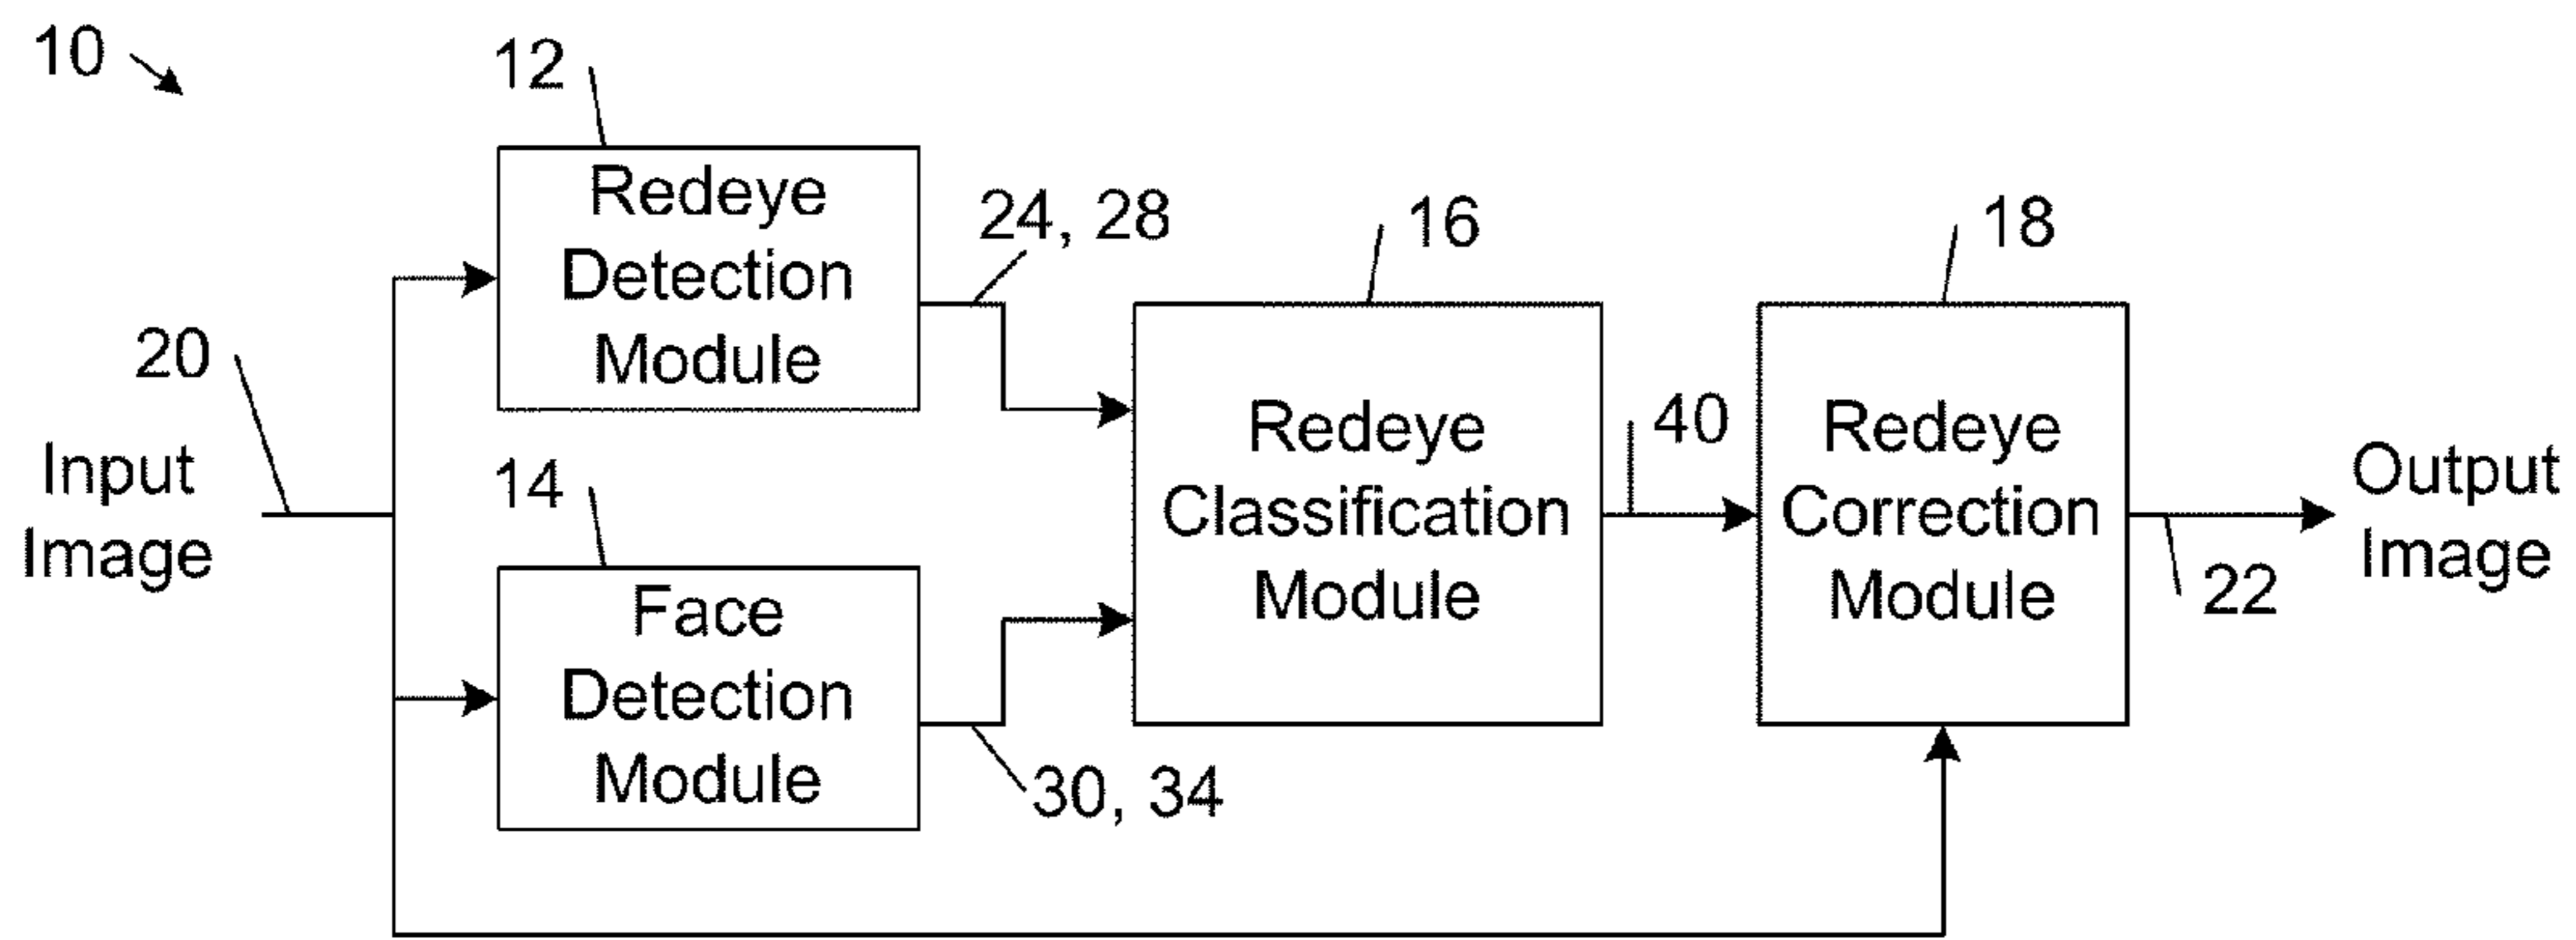 10
12
Redeye
Detection
Module
24, 28
16
18
20
Input
Image
14
Face
Detection
Module
30, 34
Redeye
Classification
Module
40
Redeye
Correction
Module
Output
Image
22